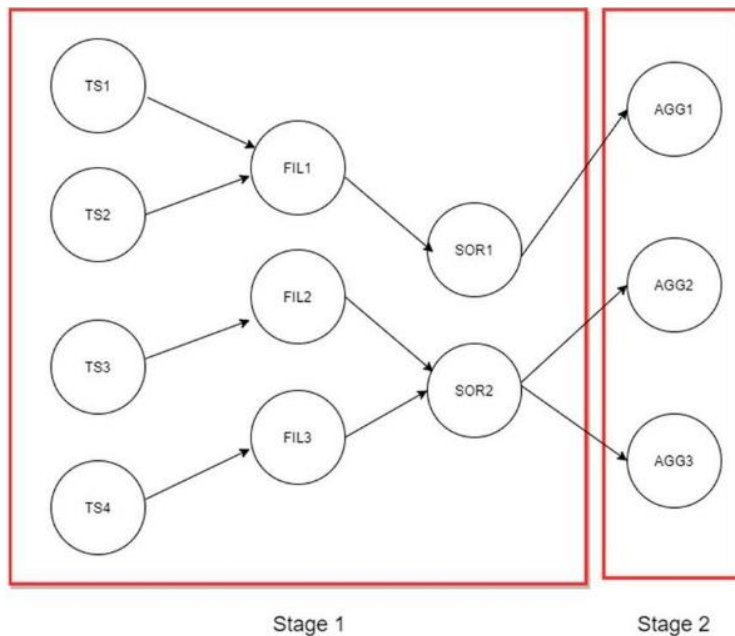 TS1
TS2
TS3
TS4
FIL1
FIL2
FIL3
SOR1
SOR2
AGG1
AGG2
AGG3
Stage 1
Stage 2